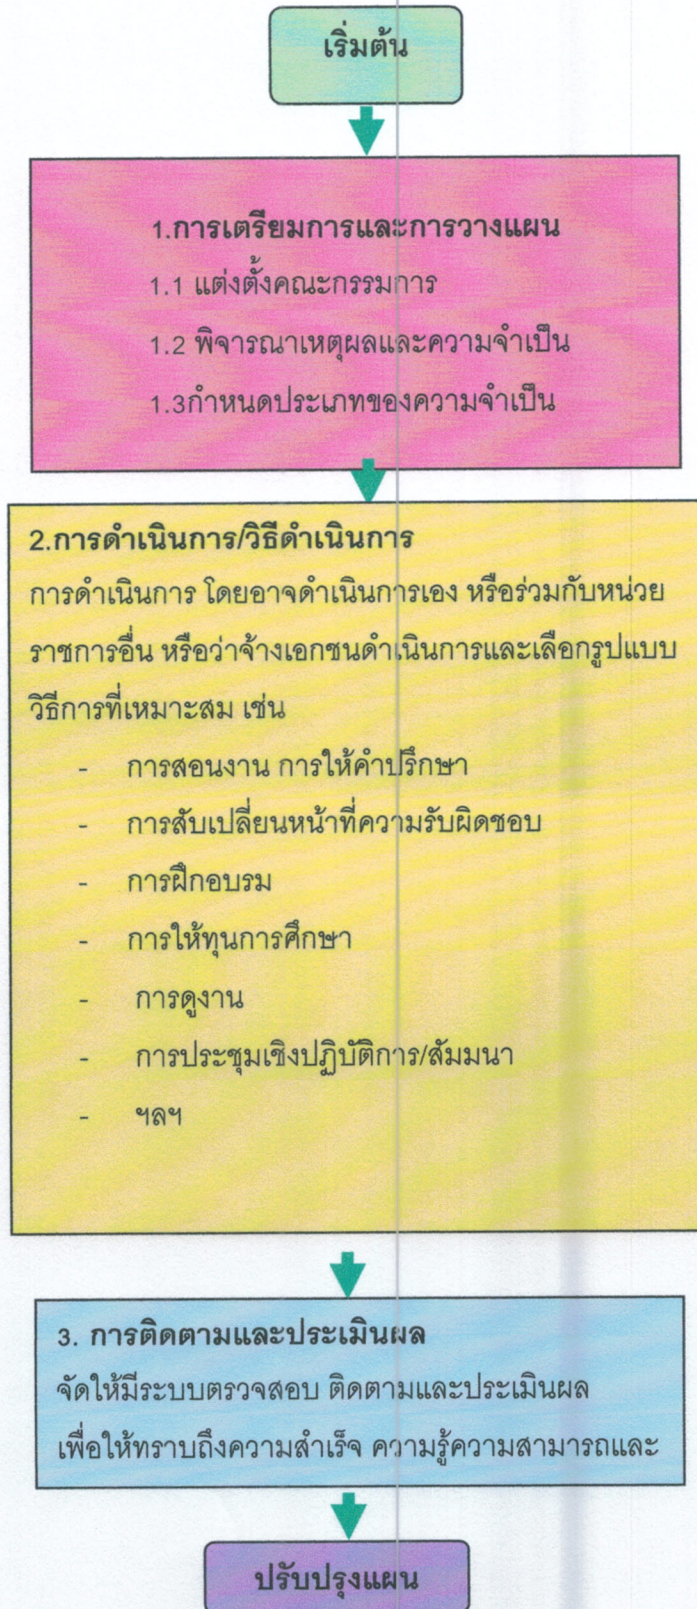 เริ่มต้น
1.การเตรียมการและการวางแผน
1.1 แต่งตั้งคณะกรรมการ
1.2 พิจารณาเหตุผลและความจำเป็น
1.3กำหนดประเภทของความจำเป็น
2.การดำเนินการ/วิธีดำเนินการ
การดำเนินการ โดยอาจดำเนินการเอง หรือร่วมกับหน่วย
ราชการอื่น หรือว่าจ้างเอกชนดำเนินการและเลือกรูปแบบ
วิธีการที่เหมาะสม เช่น
- การสอนงาน การให้คำปรึกษา
- การสับเปลี่ยนหน้าที่ความรับผิดชอบ
- การฝึกอบรม
- การให้ทุนการศึกษา
- การดูงาน
- การประชุมเชิงปฏิบัติการ/สัมมนา
- ฯลฯ
3. การติดตามและประเมินผล
จัดให้มีระบบตรวจสอบ ติดตามและประเมินผล
เพื่อให้ทราบถึงความสำเร็จ ความรู้ความสามารถและ
ปรับปรุงแผน